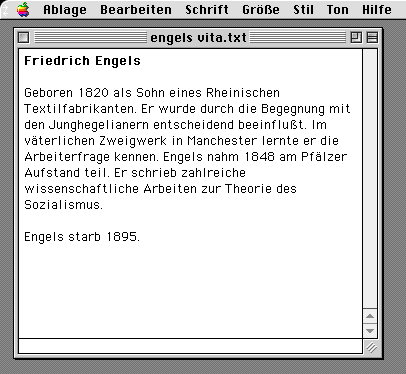 Ablage Bearbeiten Schrift Größe Stil Ton Hilfe
engels vita.txt
Friedrich Engels
Geboren 1820 als Sohn eines Rheinischen
Textilfabrikanten. Er wurde durch die Begegnung mit
den Junghegelianern entscheidend beeinflußt. Im
väterlichen Zweigwerk in Manchester lernte er die
Arbeiterfrage kennen. Engels nahm 1848 am Pfälzer
Aufstand teil. Er schrieb zahlreiche
wissenschaftliche Arbeiten zur Theorie des
Sozialismus.
Engels starb 1895.